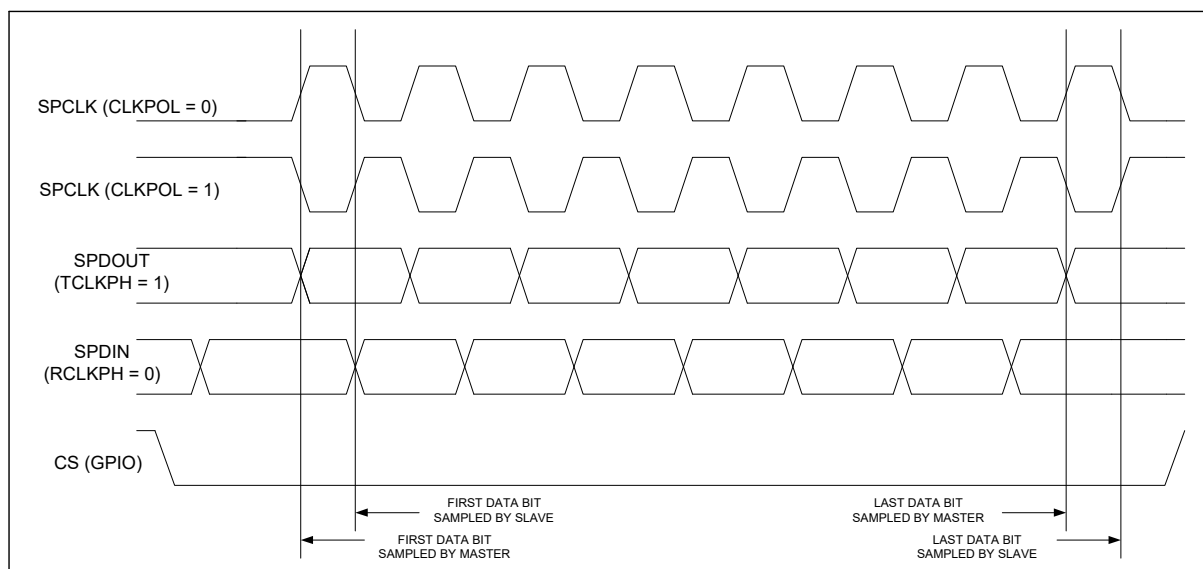 SPCLK (CLKPOL = 0)
SPCLK (CLKPOL = 1)
SPDOUT
(TCLKPH = 1)
SPDIN
(RCLKPH = 0)
CS (GPIO)
FIRST DATA BIT
SAMPLED BY SLAVE
LAST DATA BIT
SAMPLED BY MASTER
FIRST DATA BIT
SAMPLED BY MASTER
LAST DATA BIT
SAMPLED BY SLAVE